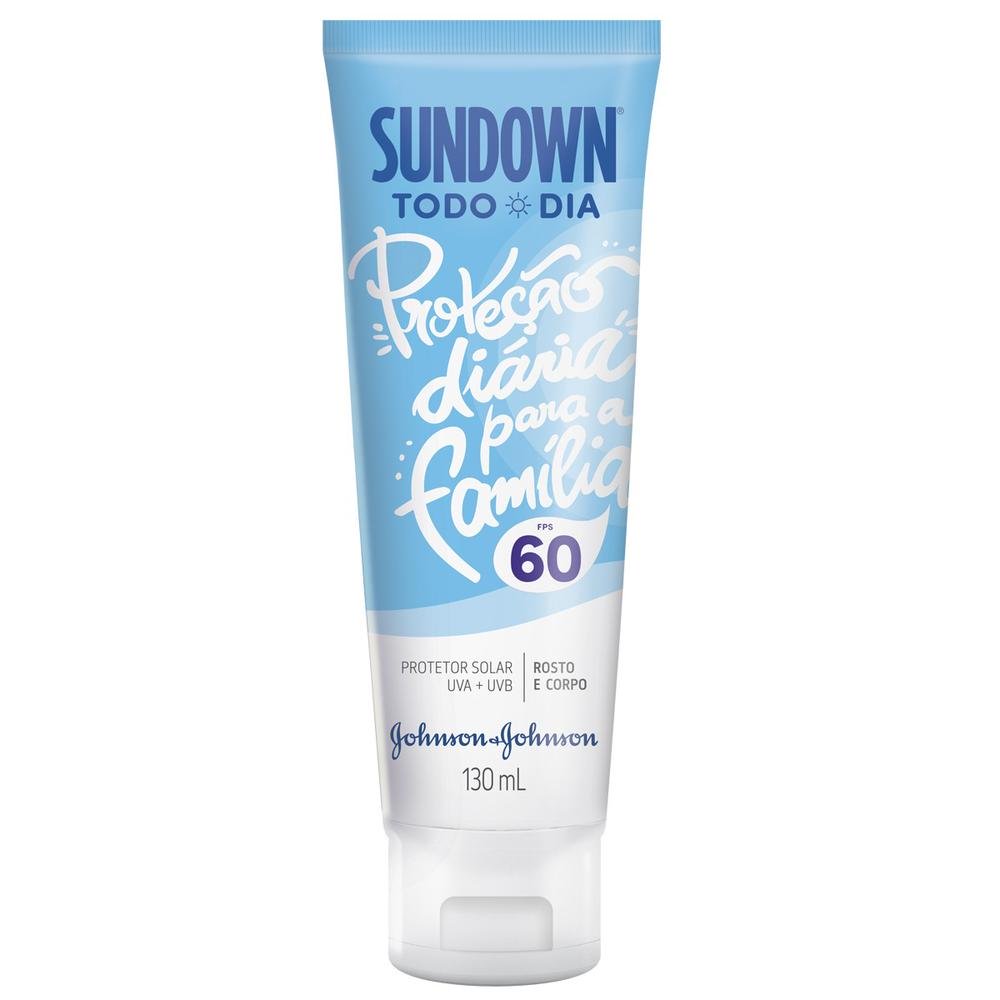 SUNDOWN®
TODO DIA
Proteção
diária
para a
família
FPS
60
PROTETOR SOLAR
UVA + UVB
ROSTO
E CORPO
Johnson & Johnson
130 mL